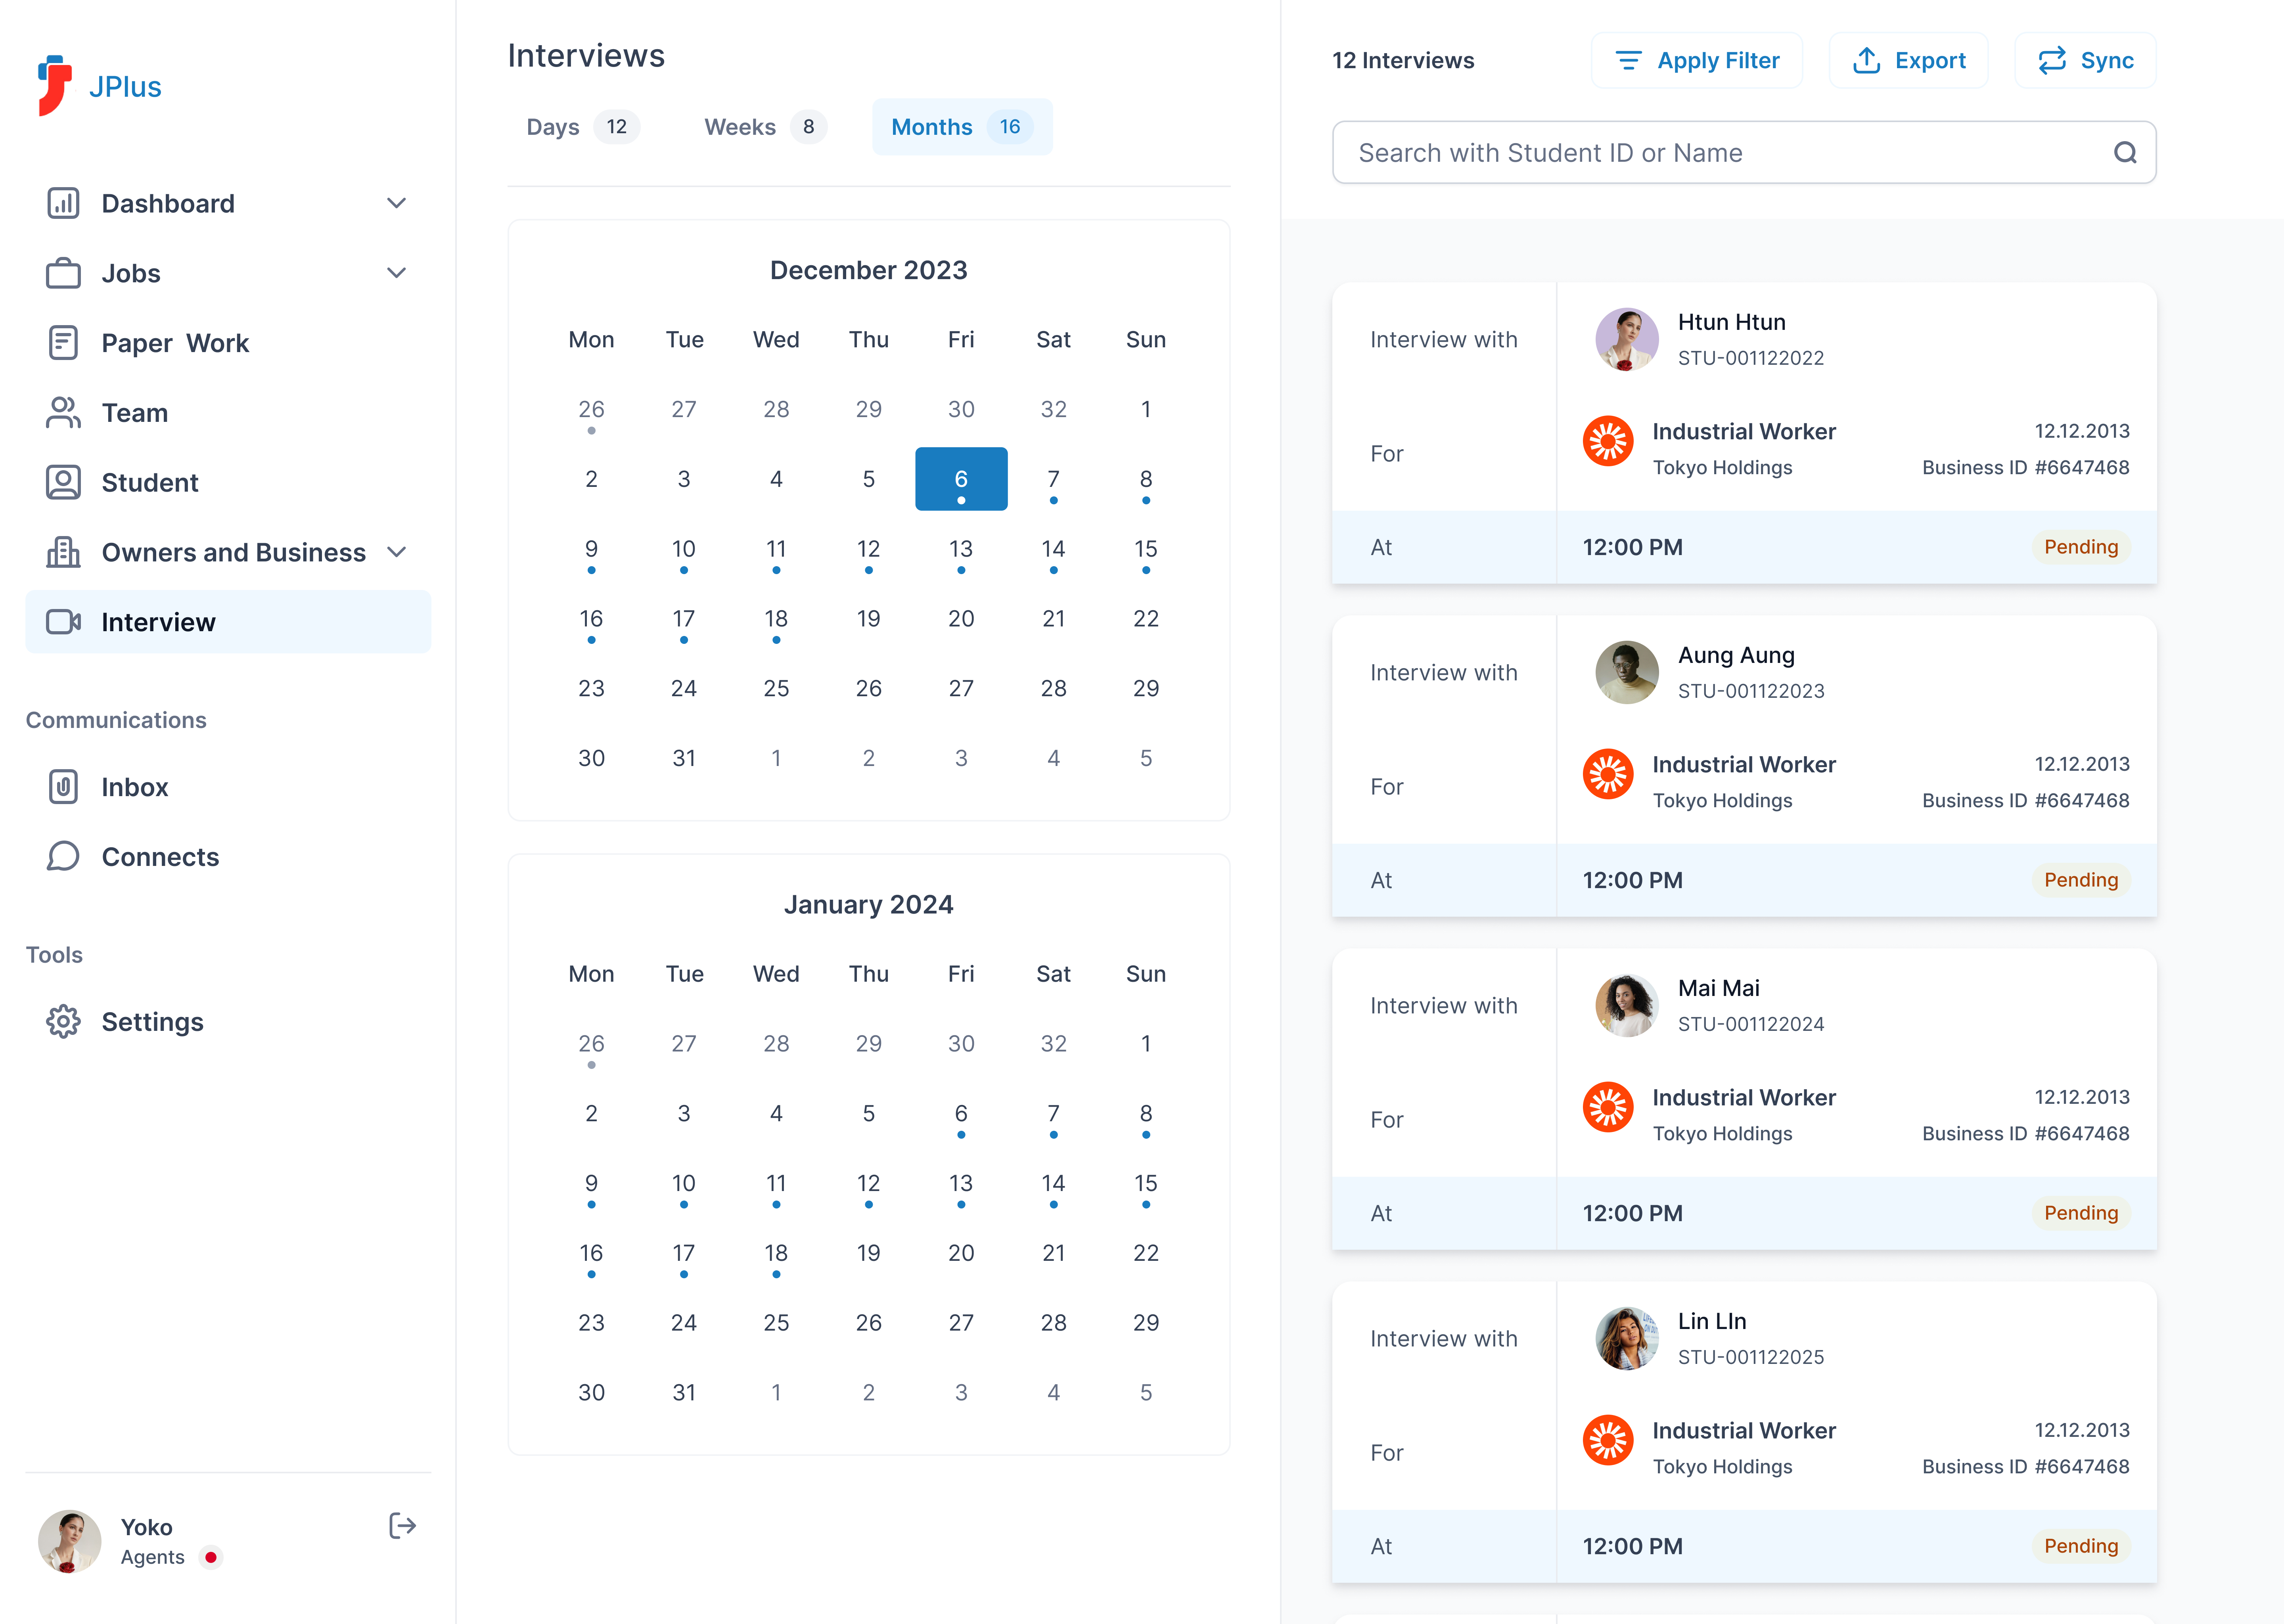 JPlus
Dashboard
Jobs
Paper Work
Team
Student
Owners and Business
Interview
Communications
Inbox
Connects
Tools
Settings
Yoko
Agents
Interviews
Days 12 Weeks 8 Months 16
December 2023
Mon Tue Wed Thu Fri Sat Sun
26 27 28 29 30 32 1
2 3 4 5 6 7 8
9 10 11 12 13 14 15
16 17 18 19 20 21 22
23 24 25 26 27 28 29
30 31 1 2 3 4 5
January 2024
Mon Tue Wed Thu Fri Sat Sun
26 27 28 29 30 32 1
2 3 4 5 6 7 8
9 10 11 12 13 14 15
16 17 18 19 20 21 22
23 24 25 26 27 28 29
30 31 1 2 3 4 5
12 Interviews Apply Filter Export Sync
Search with Student ID or Name
Interview with
Htun Htun
STU-001122022
For
Industrial Worker 12.12.2013
Tokyo Holdings Business ID #6647468
At 12:00 PM Pending
Interview with
Aung Aung
STU-001122023
For
Industrial Worker 12.12.2013
Tokyo Holdings Business ID #6647468
At 12:00 PM Pending
Interview with
Mai Mai
STU-001122024
For
Industrial Worker 12.12.2013
Tokyo Holdings Business ID #6647468
At 12:00 PM Pending
Interview with
Lin LIn
STU-001122025
For
Industrial Worker 12.12.2013
Tokyo Holdings Business ID #6647468
At 12:00 PM Pending